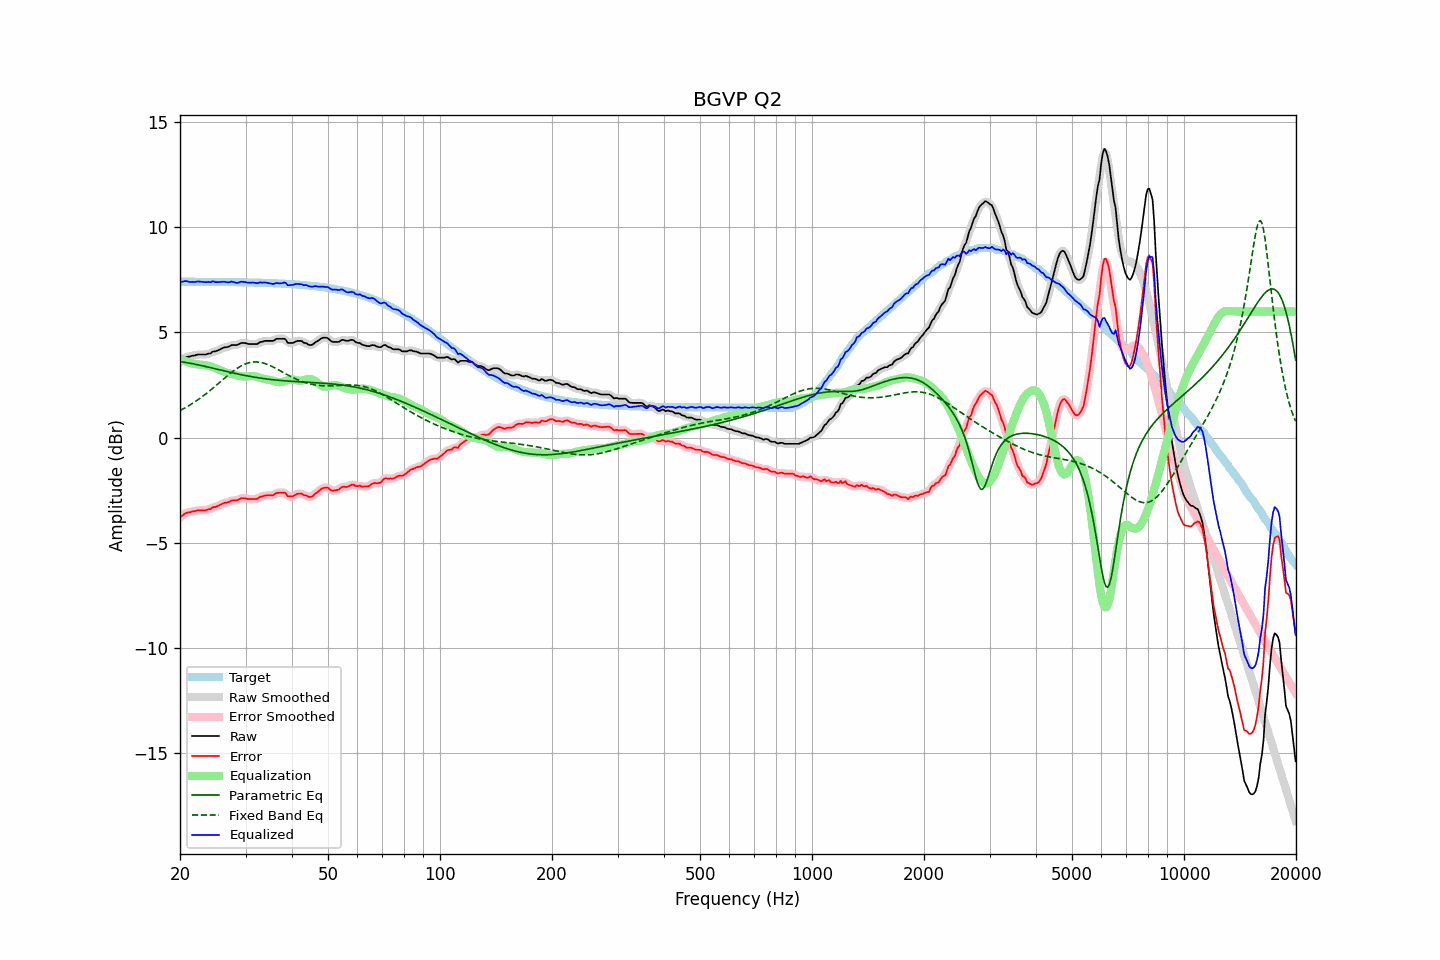 BGVP Q2
15
10
5
0
−5
−10
−15
Amplitude (dBr)
Target
Raw Smoothed
Error Smoothed
Raw
Error
Equalization
Parametric Eq
Fixed Band Eq
Equalized
20
50
100
200
500
1000
2000
5000
10000
20000
Frequency (Hz)